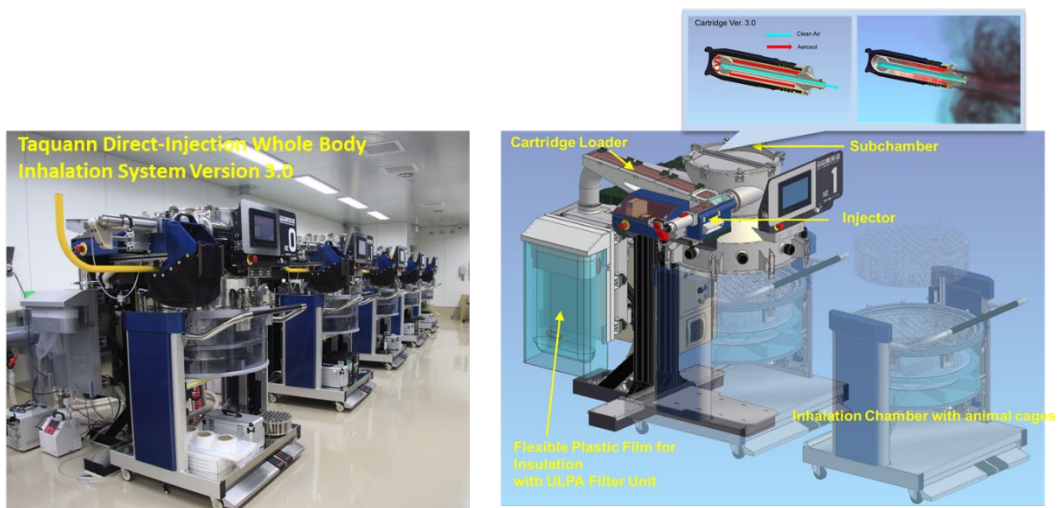 Taquann Direct-Injection Whole Body
Inhalation System Version 3.0
Cartridge Ver. 3.0
Clean Air
Aerosol
Cartridge Loader
Subchamber
Injector
Inhalation Chamber with animal cages
Flexible Plastic Film for
Insulation
with ULPA Filter Unit